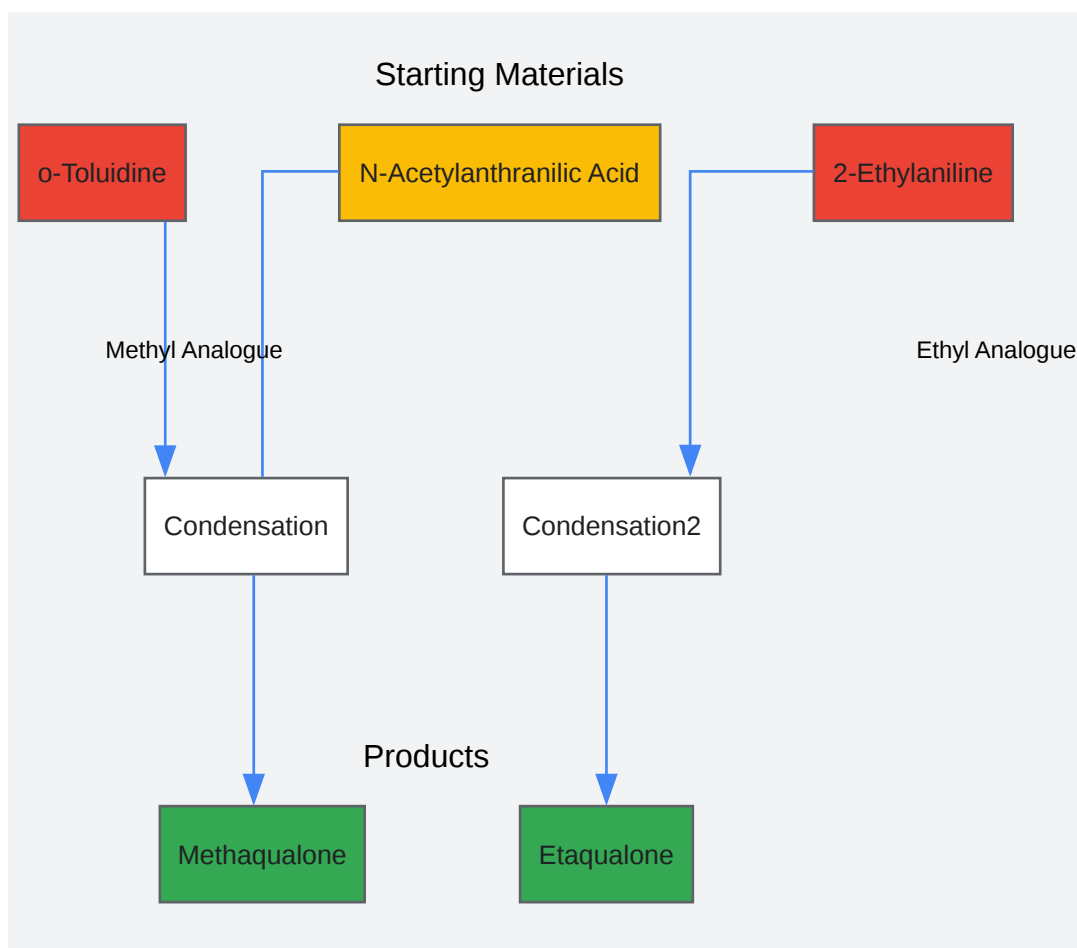 Starting Materials
o-Toluidine
N-Acetylanthranilic Acid
2-Ethylaniline
Methyl Analogue
Ethyl Analogue
Condensation
Condensation2
Products
Methaqualone
Etaqualone